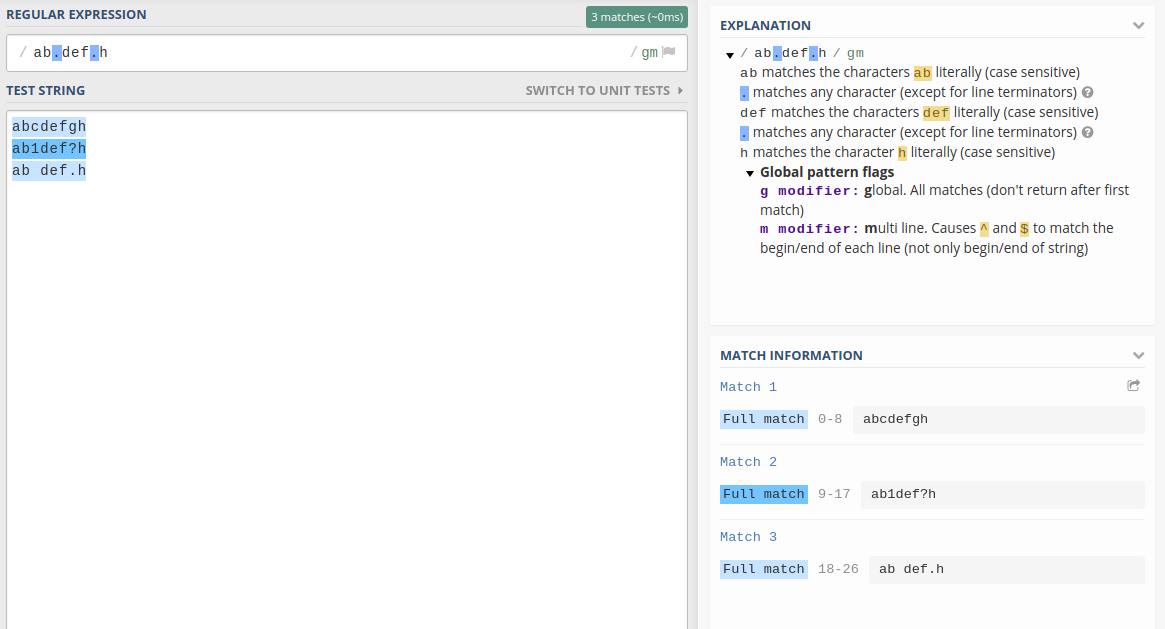 REGULAR EXPRESSION
3 matches (~0ms)
/ ab.def.h / gm
TEST STRING
SWITCH TO UNIT TESTS
abcdefgh
ab1def?h
ab def.h
EXPLANATION
/ ab.def.h / gm
ab matches the characters ab literally (case sensitive)
. matches any character (except for line terminators) ?
def matches the characters def literally (case sensitive)
. matches any character (except for line terminators) ?
h matches the character h literally (case sensitive)
Global pattern flags
g modifier: global. All matches (don't return after first
match)
m modifier: multi line. Causes ^ and $ to match the
begin/end of each line (not only begin/end of string)
MATCH INFORMATION
Match 1
Full match 0-8 abcdefgh
Match 2
Full match 9-17 ab1def?h
Match 3
Full match 18-26 ab def.h